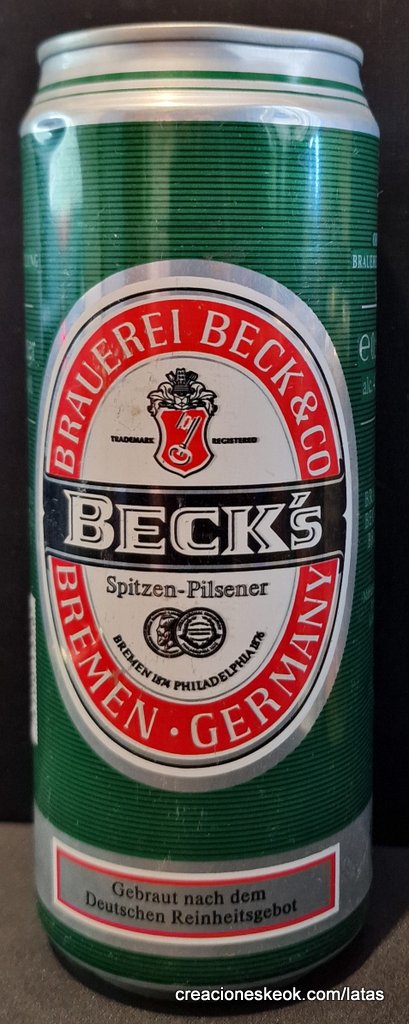 BRAUEREI BECK & CO
TRADEMARK REGISTERED
BECK's
Spitzen-Pilsener
BREMEN 1874 PHILADELPHIA 1876
BREMEN · GERMANY
Gebraut nach dem
Deutschen Reinheitsgebot
creacioneskeok.com/latas